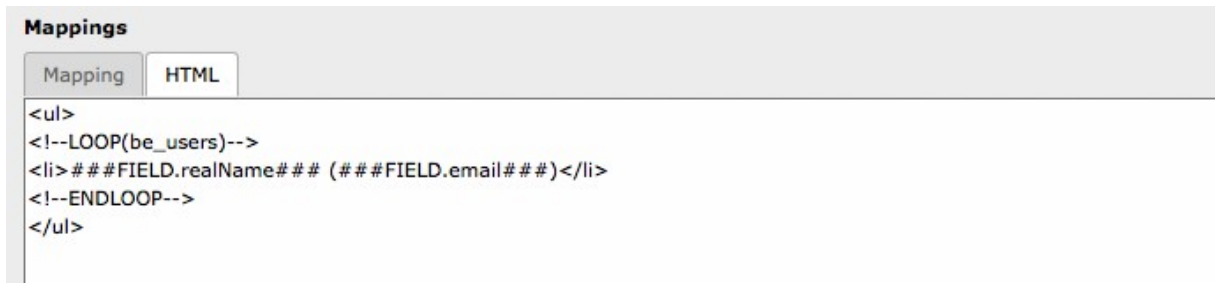 Mappings
Mapping HTML
<ul>
<!--LOOP(be_users)-->
<li>###FIELD.realName### (###FIELD.email###)</li>
<!--ENDLOOP-->
</ul>